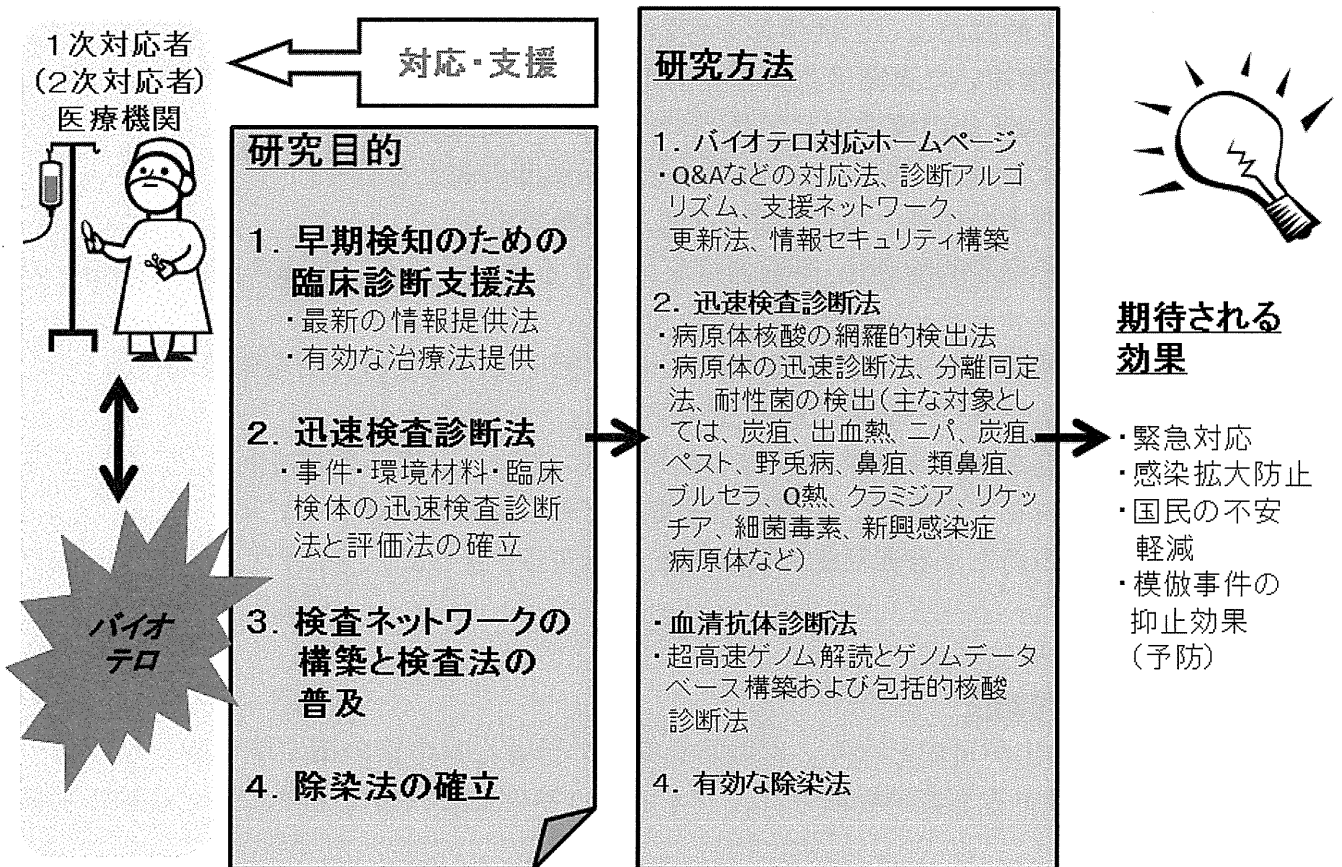 1次対応者
(2次対応者)
医療機関
対応・支援
バイオ
テロ
研究目的
1. 早期検知のための
臨床診断支援法
・最新の情報提供法
・有効な治療法提供
2. 迅速検査診断法
・事件・環境材料・臨床
検体の迅速検査診断
法と評価法の確立
3. 検査ネットワークの
構築と検査法の
普及
4. 除染法の確立
研究方法
1. バイオテロ対応ホームページ
・Q&Aなどの対応法、診断アルゴ
リズム、支援ネットワーク、
更新法、情報セキュリティ構築
2. 迅速検査診断法
・病原体核酸の網羅的検出法
・病原体の迅速診断法、分離同定
法、耐性菌の検出(主な対象とし
ては、炭疽、出血熱、ニパ、炭疽、
ペスト、野兎病、鼻疽、類鼻疽、
ブルセラ、Q熱、クラミジア、リケッ
チア、細菌毒素、新興感染症
病原体など)
・血清抗体診断法
・超高速ゲノム解読とゲノムデータ
ベース構築および包括的核酸
診断法
4. 有効な除染法
期待される
効果
・緊急対応
・感染拡大防止
・国民の不安
軽減
・模倣事件の
抑止効果
(予防)